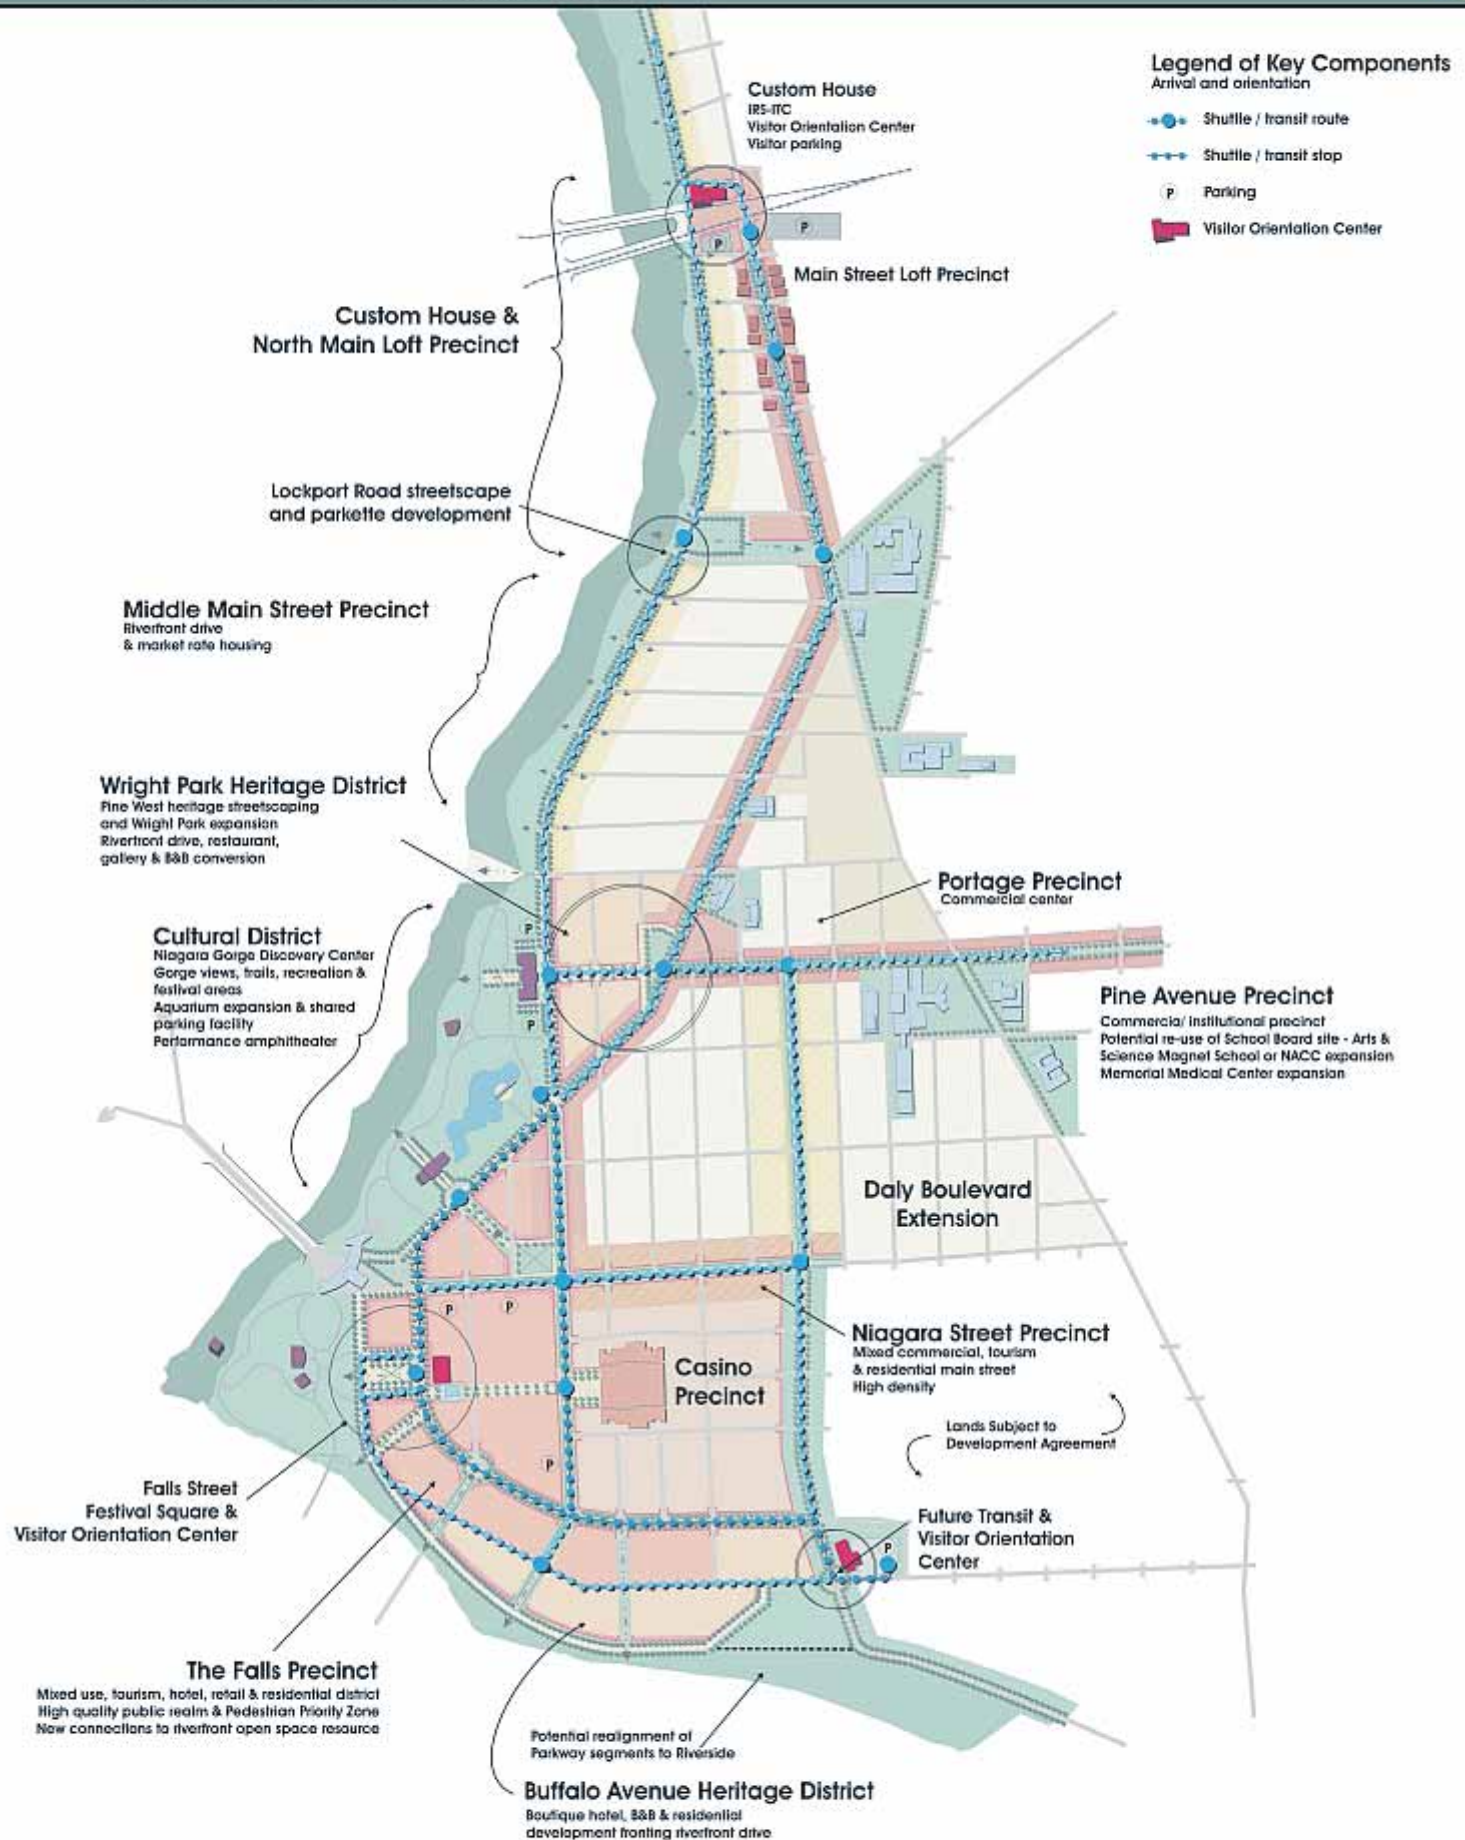 Legend of Key Components
Arrival and orientation
Shuttle / transit route
Shuttle / transit stop
P
Parking
Visitor Orientation Center
Custom House
IRS-ITC
Visitor Orientation Center
Visitor parking
P
P
Main Street Loft Precinct
Custom House &
North Main Loft Precinct
Lockport Road streetscape
and parkette development
Middle Main Street Precinct
Riverfront drive
& market rate housing
Wright Park Heritage District
Pine West heritage streetscaping
and Wright Park expansion
Riverfront drive, restaurant,
gallery & B&B conversion
Portage Precinct
Commercial center
Cultural District
Niagara Gorge Discovery Center
Gorge views, trails, recreation &
festival areas
Aquarium expansion & shared
parking facility
Performance amphitheater
P
P
Pine Avenue Precinct
Commercia/ institutional precinct
Potential re-use of School Board site - Arts &
Science Magnet School or NACC expansion
Memorial Medical Center expansion
Daly Boulevard
Extension
P
P
Niagara Street Precinct
Mixed commercial, tourism
& residential main street
High density
Casino
Precinct
Lands Subject to
Development Agreement
P
Falls Street
Festival Square &
Visitor Orientation Center
Future Transit &
Visitor Orientation
Center
P
The Falls Precinct
Mixed use, tourism, hotel, retail & residential district
High quality public realm & Pedestrian Priority Zone
New connections to riverfront open space resource
Potential realignment of
Parkway segments to Riverside
Buffalo Avenue Heritage District
Boutique hotel, B&B & residential
development fronting riverfront drive